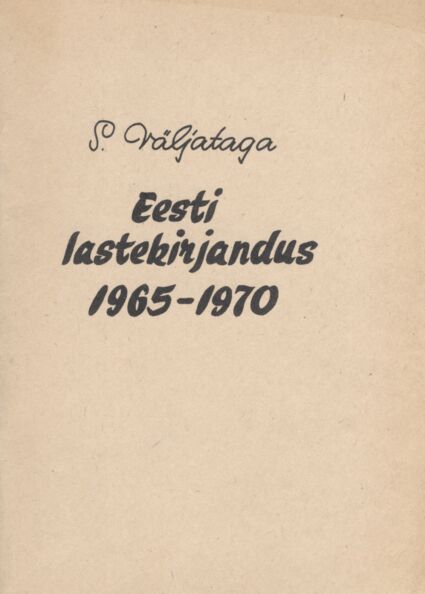 S. Väljataga
Eesti
lastekirjandus
1965-1970